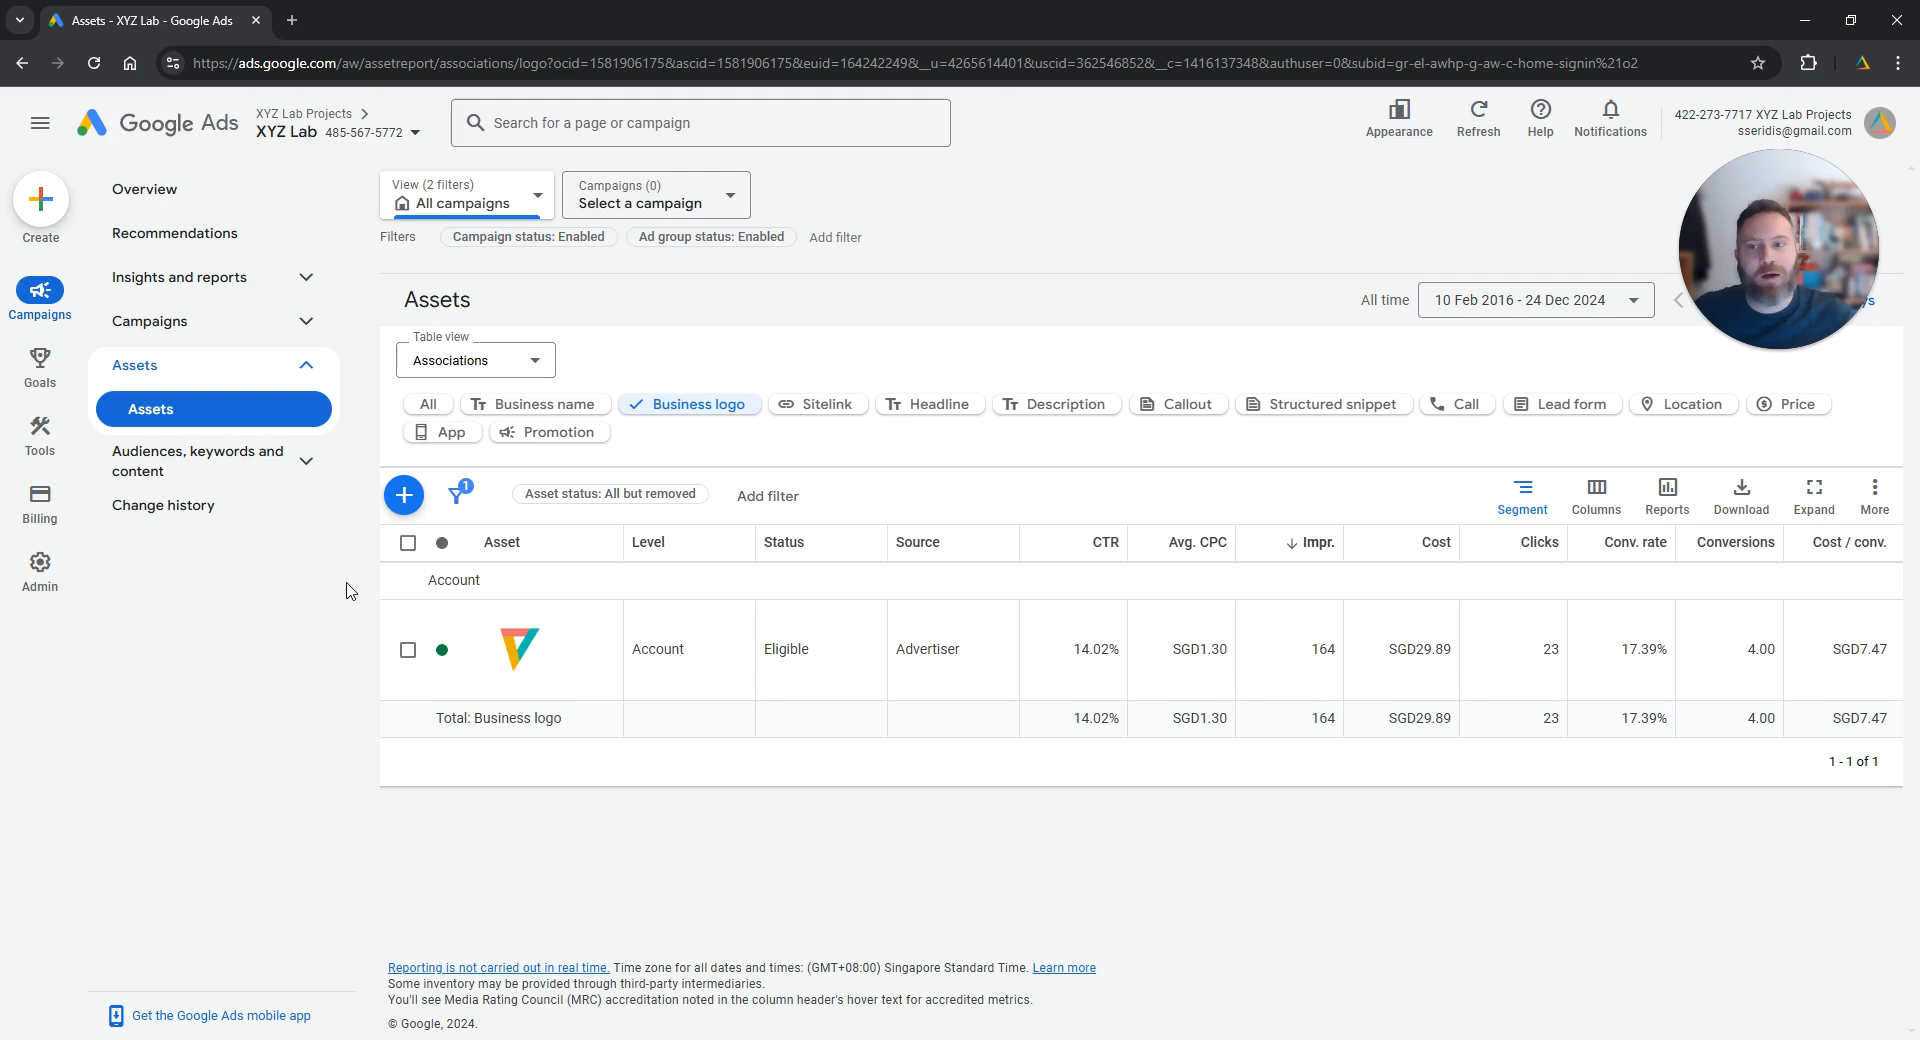 Assets - XYZ Lab - Google Ads
https://ads.google.com/aw/assetreport/associations/logo?ocid=1581906175&ascid=1581906175&euid=164242249&__u=4265614401&uscid=362546852&__c=1416137348&authuser=0&subid=gr-el-awhp-g-aw-c-home-signin%21o2
Google Ads
XYZ Lab Projects
XYZ Lab 485-567-5772
Search for a page or campaign
Appearance
Refresh
Help
Notifications
422-273-7717 XYZ Lab Projects
sseridis@gmail.com
Create
Campaigns
Goals
Tools
Billing
Admin
Overview
Recommendations
Insights and reports
Campaigns
Assets
Assets
Audiences, keywords and
content
Change history
Get the Google Ads mobile app
View (2 filters)
All campaigns
Campaigns (0)
Select a campaign
Filters Campaign status: Enabled Ad group status: Enabled Add filter
Assets
All time 10 Feb 2016 - 24 Dec 2024
Table view
Associations
All Business name Business logo Sitelink Headline Description Callout Structured snippet Call Lead form Location Price
App Promotion
1
Asset status: All but removed Add filter
Segment Columns Reports Download Expand More
Asset Level Status Source CTR Avg. CPC Impr. Cost Clicks Conv. rate Conversions Cost / conv.
Account
Account Eligible Advertiser 14.02% SGD1.30 164 SGD29.89 23 17.39% 4.00 SGD7.47
Total: Business logo 14.02% SGD1.30 164 SGD29.89 23 17.39% 4.00 SGD7.47
1 - 1 of 1
Reporting is not carried out in real time. Time zone for all dates and times: (GMT+08:00) Singapore Standard Time. Learn more
Some inventory may be provided through third-party intermediaries.
You'll see Media Rating Council (MRC) accreditation noted in the column header's hover text for accredited metrics.
© Google, 2024.